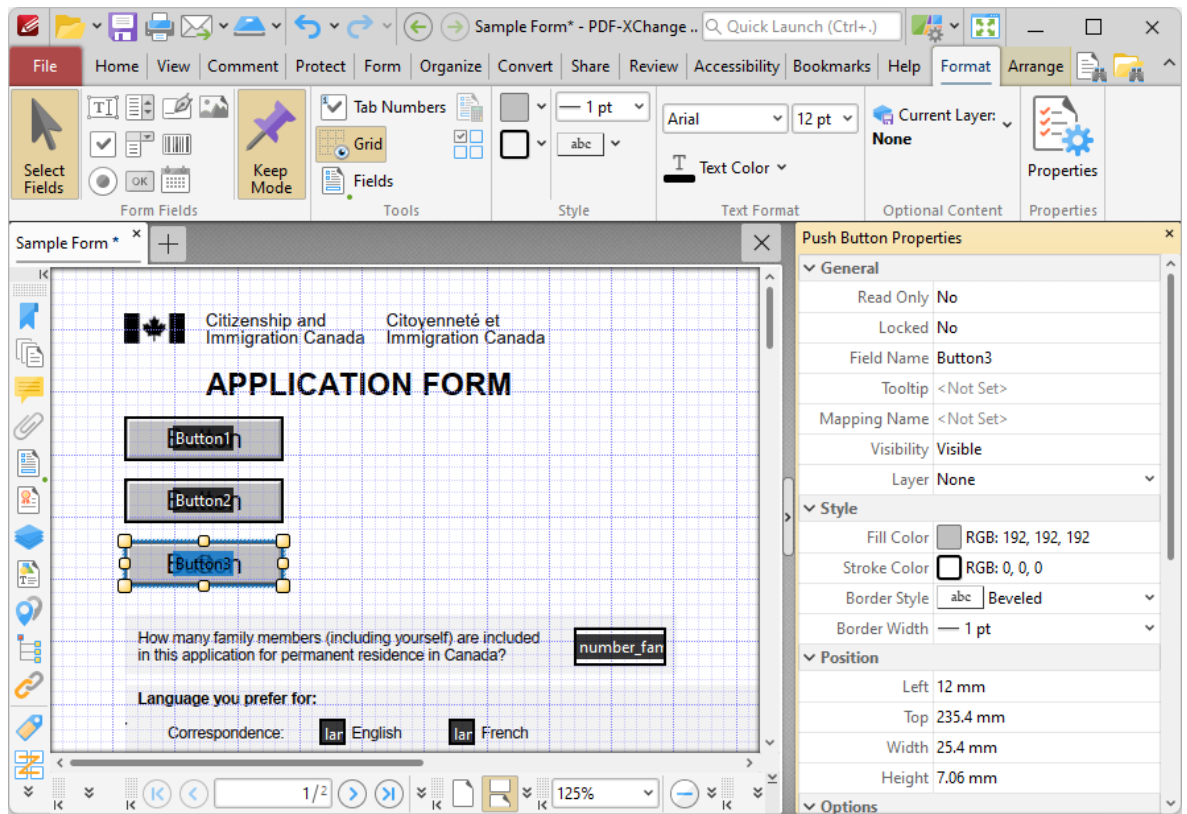 Sample Form* - PDF-XChange ..
Quick Launch (Ctrl+.)
File Home View Comment Protect Form Organize Convert Share Review Accessibility Bookmarks Help Format Arrange
Select Fields
OK
Keep Mode
Form Fields
Tab Numbers
Grid
Fields
Tools
1 pt
abc
Style
Arial
12 pt
T Text Color
Text Format
Current Layer:
None
Optional Content
Properties
Properties
Sample Form *
Citizenship and
Immigration Canada
Citoyenneté et
Immigration Canada
APPLICATION FORM
Button1
Button2
Button3
How many family members (including yourself) are included
in this application for permanent residence in Canada?
number_fan
Language you prefer for:
Correspondence: lar English lar French
1/2
125%
Push Button Properties
General
Read Only No
Locked No
Field Name Button3
Tooltip <Not Set>
Mapping Name <Not Set>
Visibility Visible
Layer None
Style
Fill Color RGB: 192, 192, 192
Stroke Color RGB: 0, 0, 0
Border Style abc Beveled
Border Width 1 pt
Position
Left 12 mm
Top 235.4 mm
Width 25.4 mm
Height 7.06 mm
Options